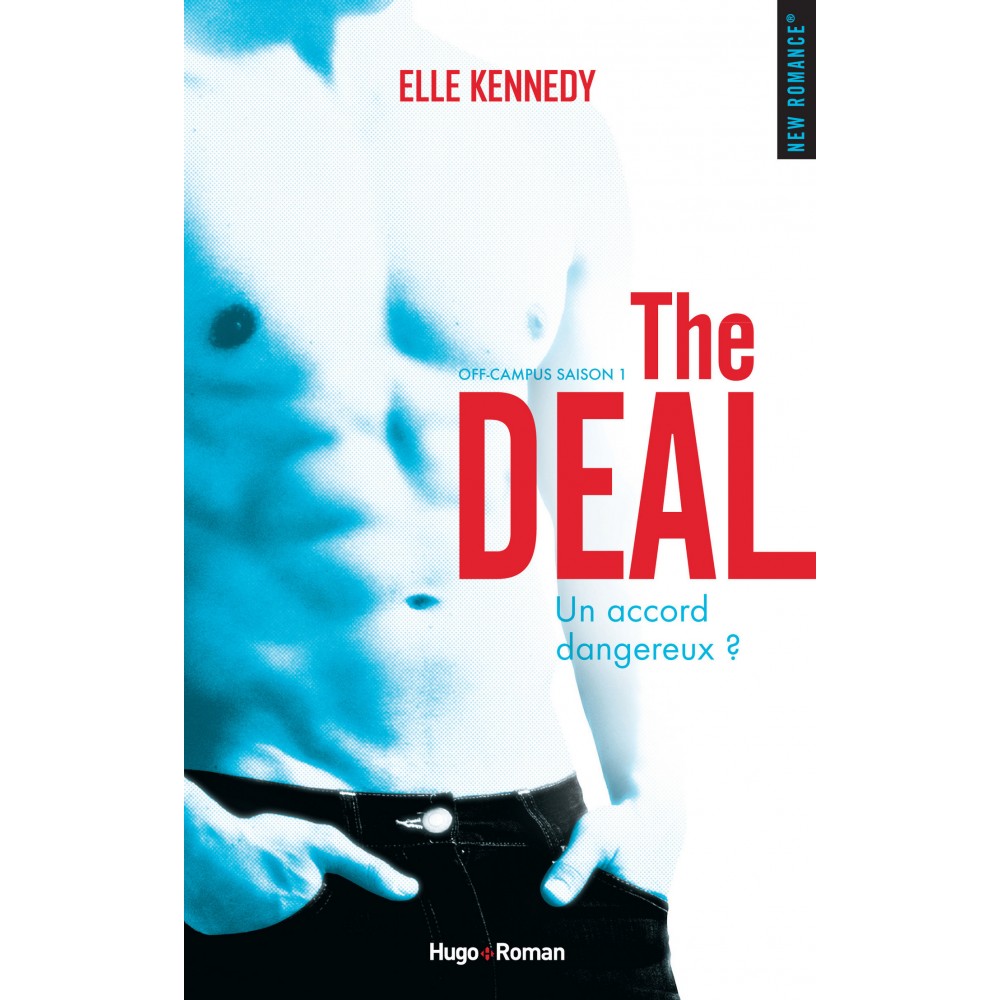 ELLE KENNEDY
NEW ROMANCE®
The
OFF-CAMPUS SAISON 1
DEAL
Un accord
dangereux ?
Hugo Roman